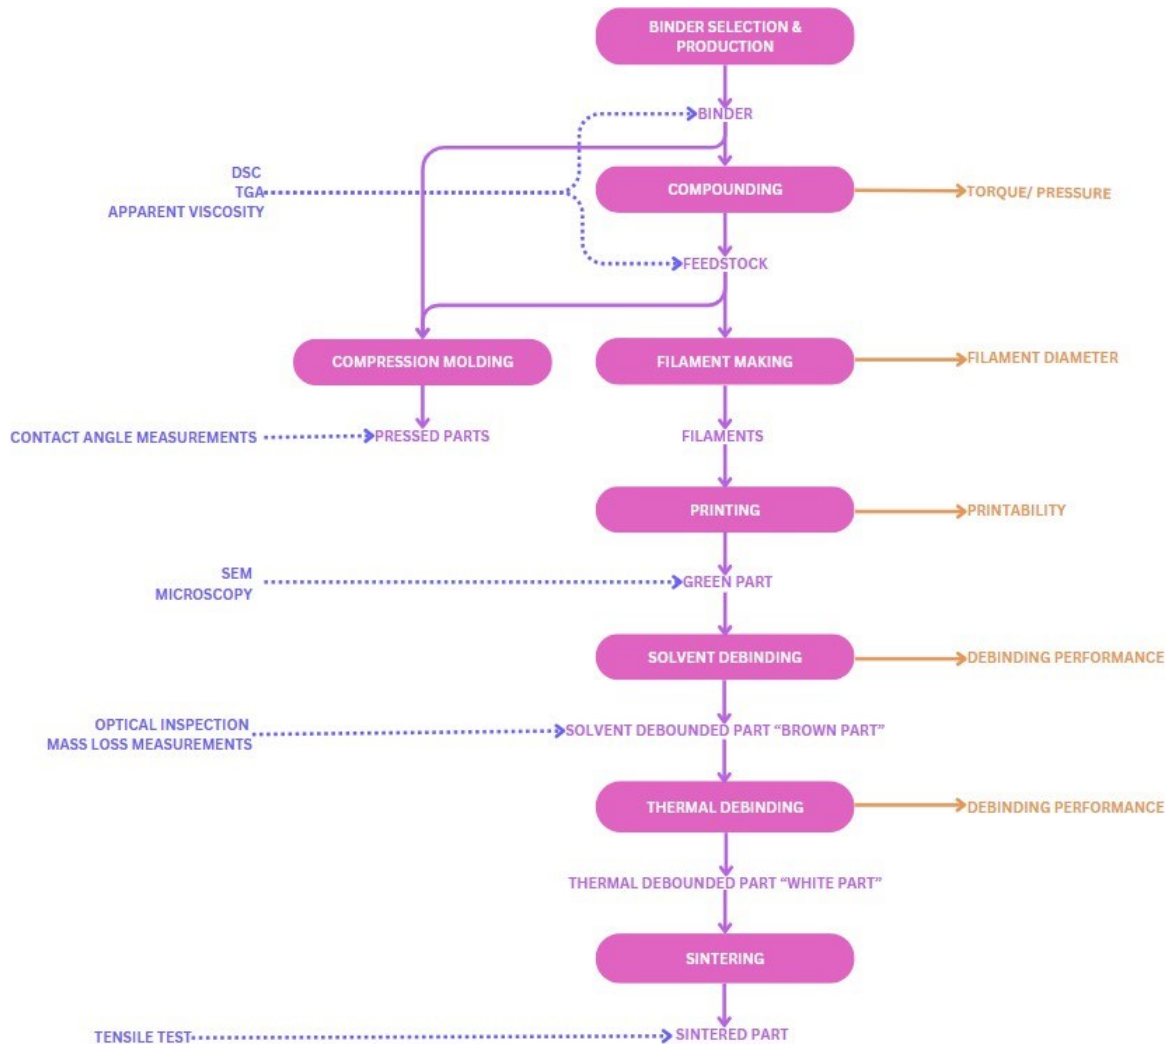 BINDER SELECTION &
PRODUCTION
BINDER
DSC
TGA
APPARENT VISCOSITY
COMPOUNDING
TORQUE/ PRESSURE
FEEDSTOCK
COMPRESSION MOLDING
FILAMENT MAKING
FILAMENT DIAMETER
CONTACT ANGLE MEASUREMENTS
PRESSED PARTS
FILAMENTS
PRINTING
PRINTABILITY
SEM
MICROSCOPY
GREEN PART
SOLVENT DEBINDING
DEBINDING PERFORMANCE
OPTICAL INSPECTION
MASS LOSS MEASUREMENTS
SOLVENT DEBOUNDED PART “BROWN PART”
THERMAL DEBINDING
DEBINDING PERFORMANCE
THERMAL DEBOUNDED PART “WHITE PART”
SINTERING
TENSILE TEST
SINTERED PART